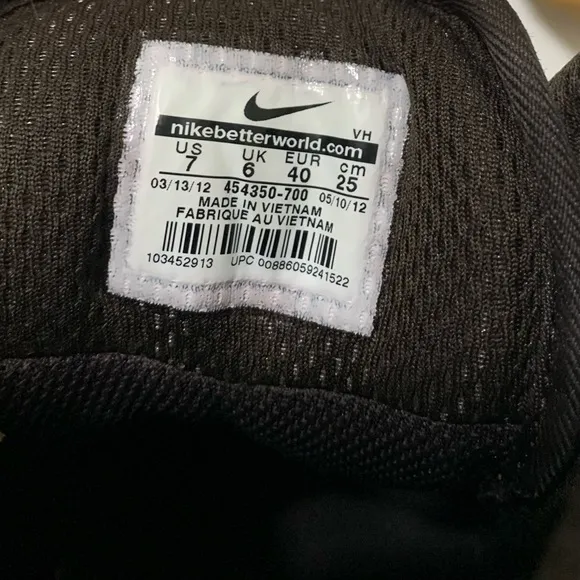 VH
nikebetterworld.com
US UK EUR cm
7 6 40 25
03/13/12 454350-700 05/10/12
MADE IN VIETNAM
FABRIQUE AU VIETNAM
103452913 UPC 00886059241522